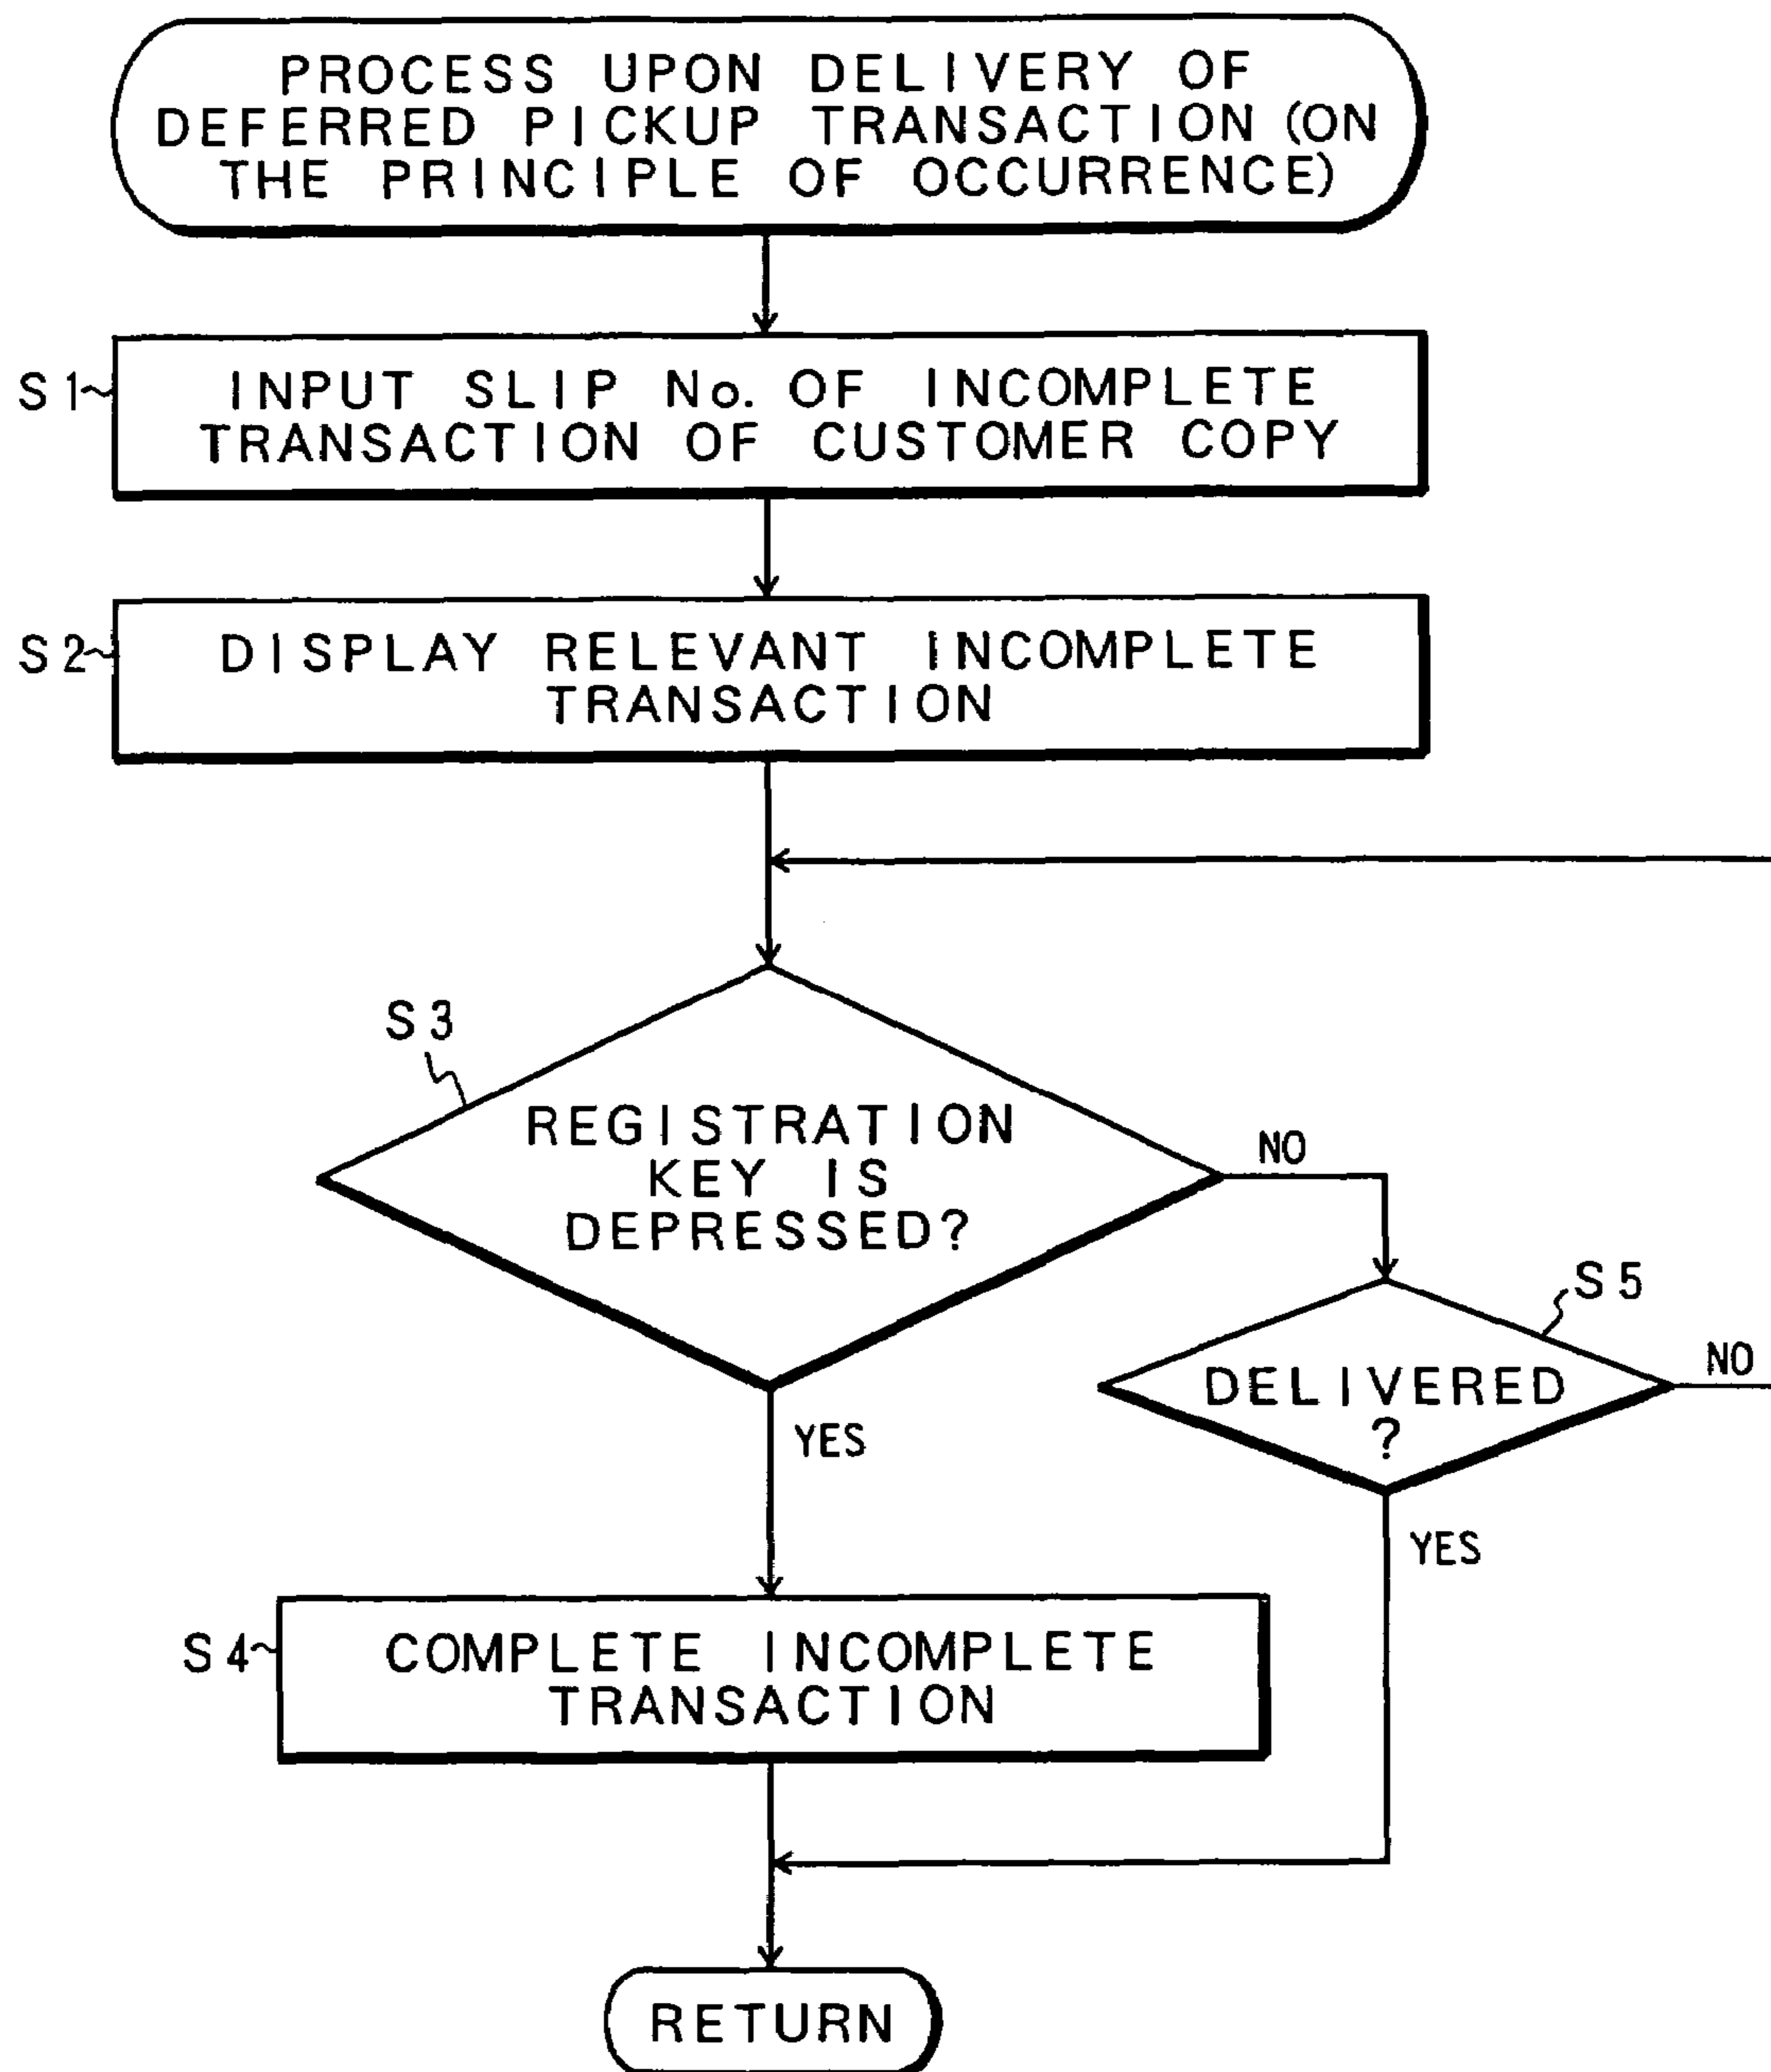 PROCESS UPON DELIVERY OF
DEFERRED PICKUP TRANSACTION (ON
THE PRINCIPLE OF OCCURRENCE)
S1
INPUT SLIP No. OF INCOMPLETE
TRANSACTION OF CUSTOMER COPY
S2
DISPLAY RELEVANT INCOMPLETE
TRANSACTION
S3
REGISTRATION
KEY IS
DEPRESSED?
NO
S5
DELIVERED
?
NO
YES
YES
S4
COMPLETE INCOMPLETE
TRANSACTION
RETURN